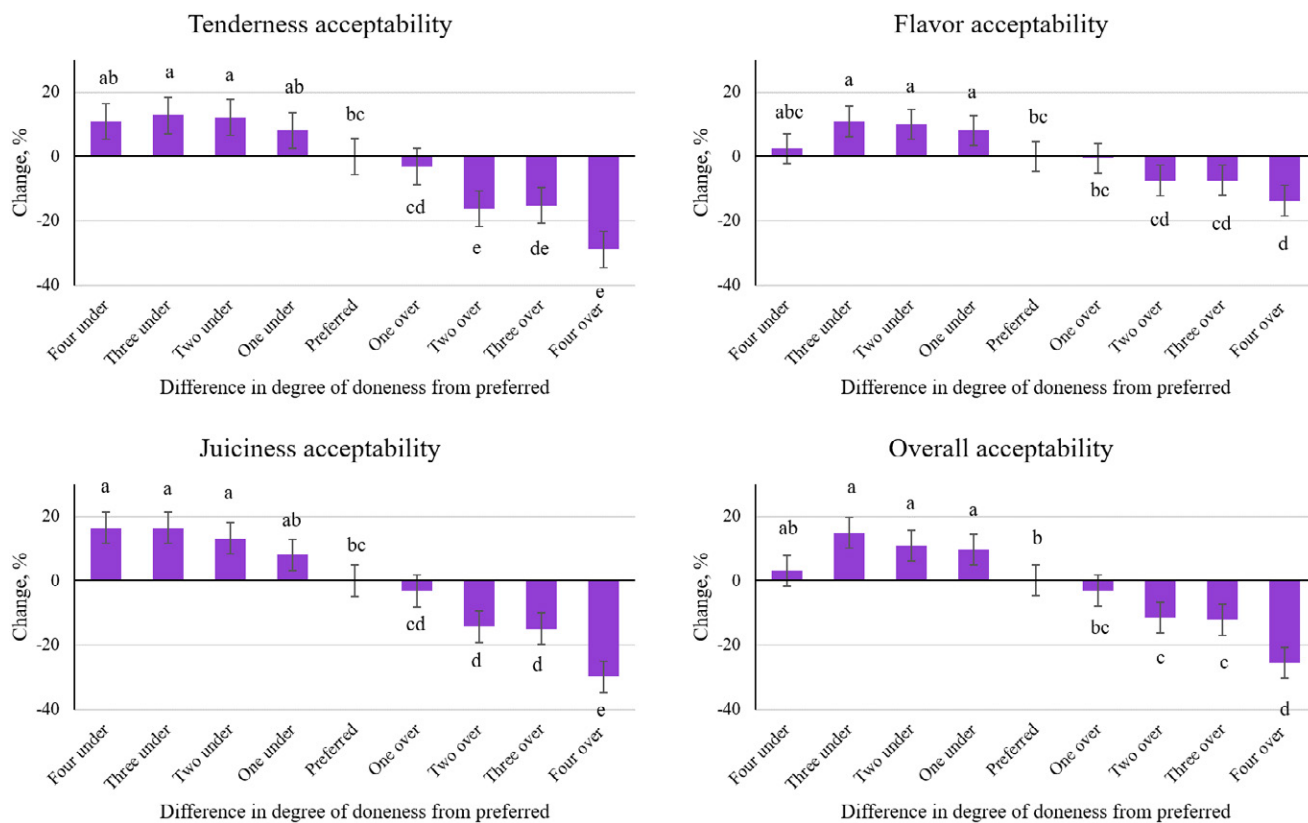 Tenderness acceptability
Change, %
20
0
-20
-40
ab
a
a
ab
bc
cd
e
de
e
Four under
Three under
Two under
One under
Preferred
One over
Two over
Three over
Four over
Difference in degree of doneness from preferred
Flavor acceptability
Change, %
20
0
-20
-40
abc
a
a
a
bc
bc
cd
cd
d
Four under
Three under
Two under
One under
Preferred
One over
Two over
Three over
Four over
Difference in degree of doneness from preferred
Juiciness acceptability
Change, %
20
0
-20
-40
a
a
a
ab
bc
cd
d
d
e
Four under
Three under
Two under
One under
Preferred
One over
Two over
Three over
Four over
Difference in degree of doneness from preferred
Overall acceptability
Change, %
20
0
-20
-40
ab
a
a
a
b
bc
c
c
d
Four under
Three under
Two under
One under
Preferred
One over
Two over
Three over
Four over
Difference in degree of doneness from preferred